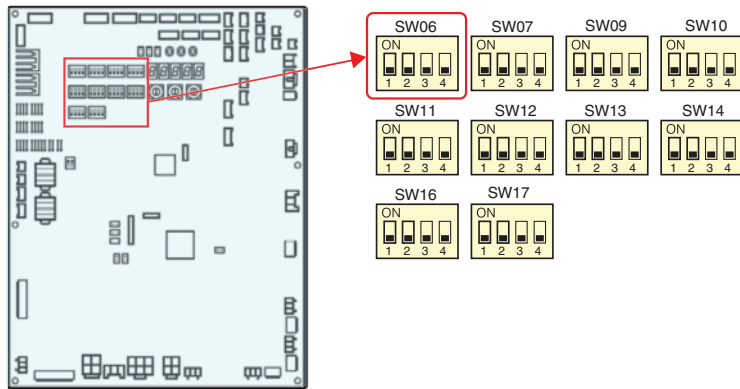 SW06 SW07 SW09 SW10
ON ON ON ON
1 2 3 4 1 2 3 4 1 2 3 4 1 2 3 4
SW11 SW12 SW13 SW14
ON ON ON ON
1 2 3 4 1 2 3 4 1 2 3 4 1 2 3 4
SW16 SW17
ON ON
1 2 3 4 1 2 3 4